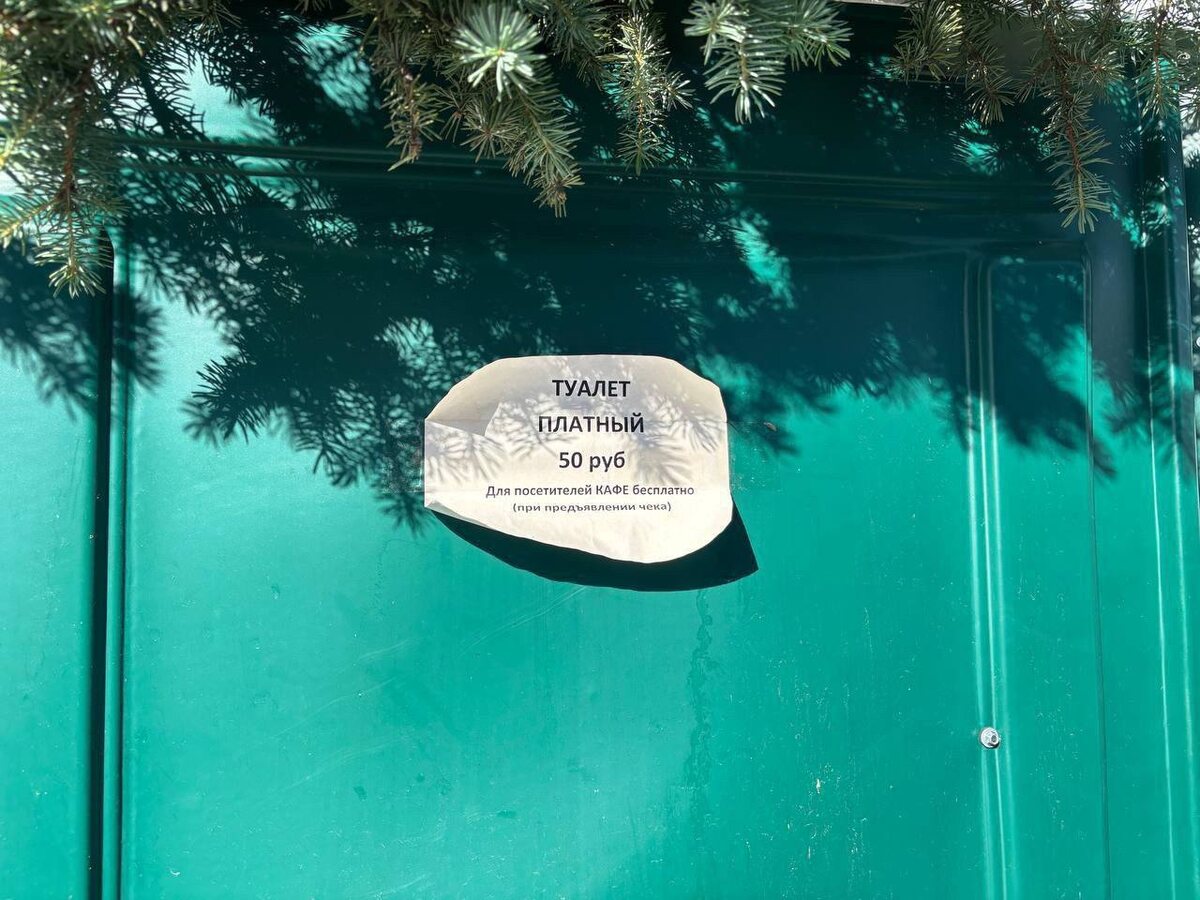 ТУАЛЕТ
ПЛАТНЫЙ
50 руб
Для посетителей КАФЕ бесплатно
(при предъявлении чека)